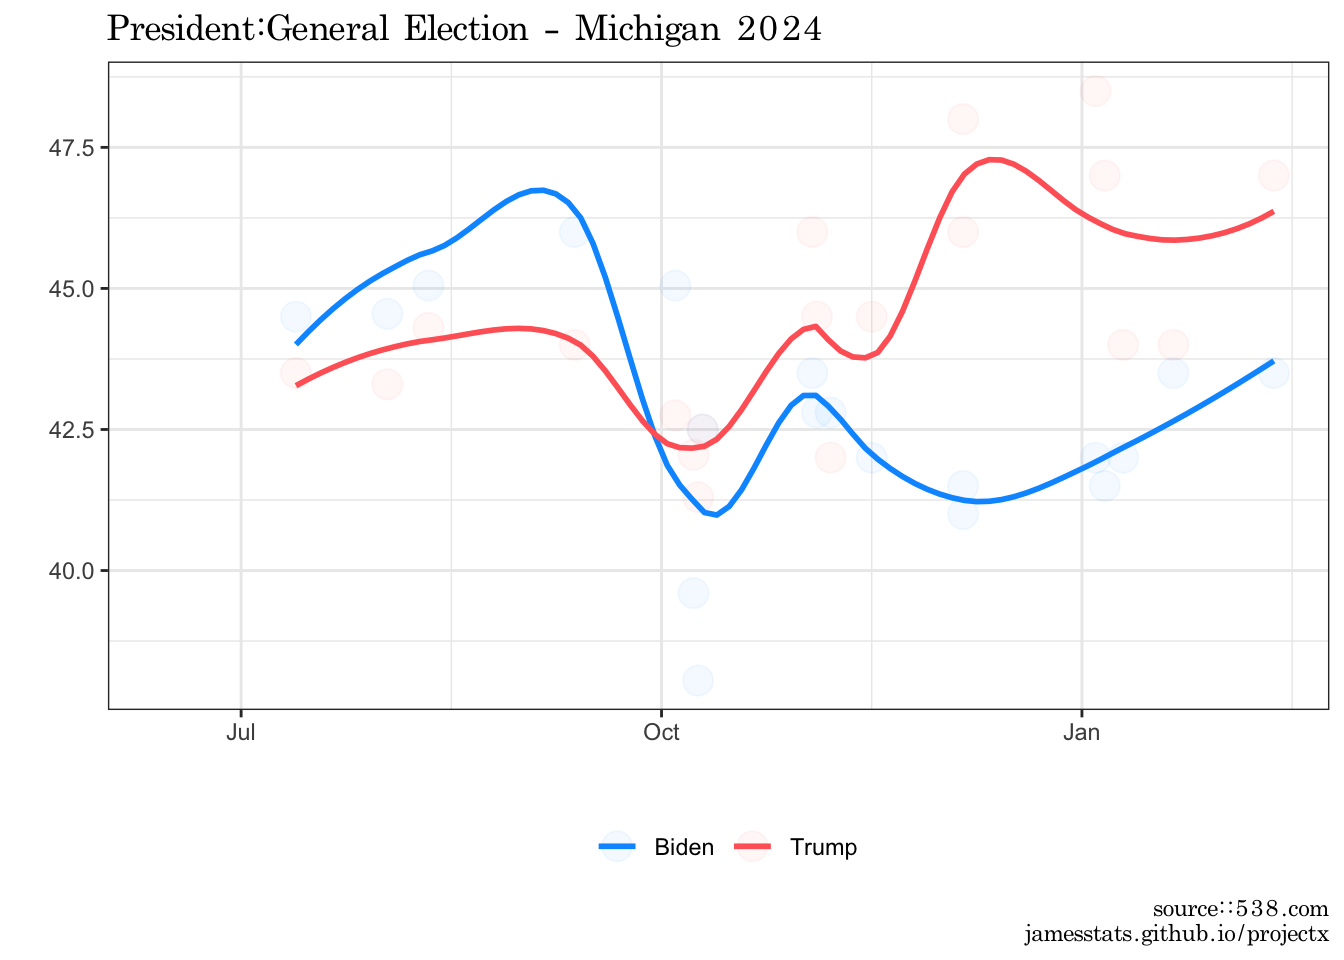 President:General Election - Michigan 2024
47.5
45.0
42.5
40.0
Jul Oct Jan
Biden Trump
source::538.com
jamesstats.github.io/projectx